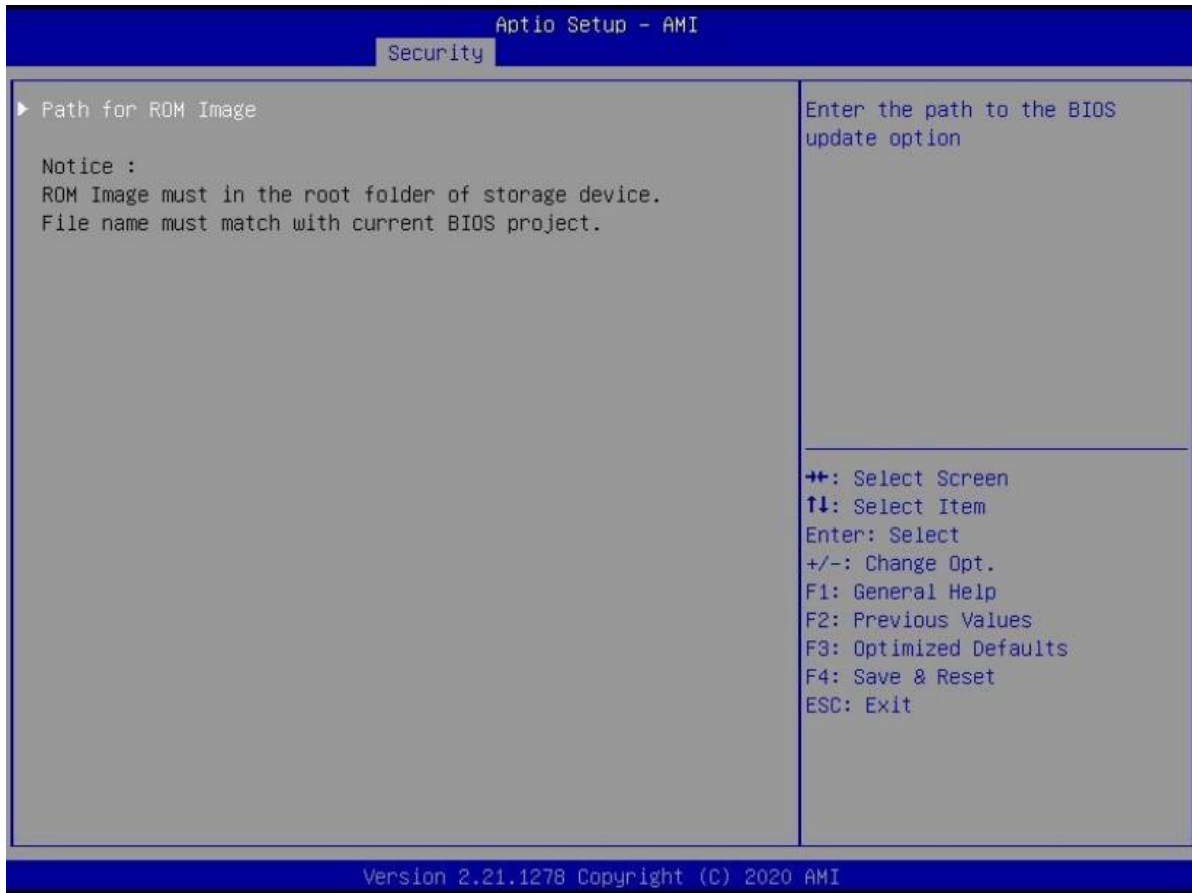 Aptio Setup – AMI
Security
▶ Path for ROM Image
Notice :
ROM Image must in the root folder of storage device.
File name must match with current BIOS project.
Enter the path to the BIOS
update option
→←: Select Screen
↑↓: Select Item
Enter: Select
+/-: Change Opt.
F1: General Help
F2: Previous Values
F3: Optimized Defaults
F4: Save & Reset
ESC: Exit
Version 2.21.1278 Copyright (C) 2020 AMI